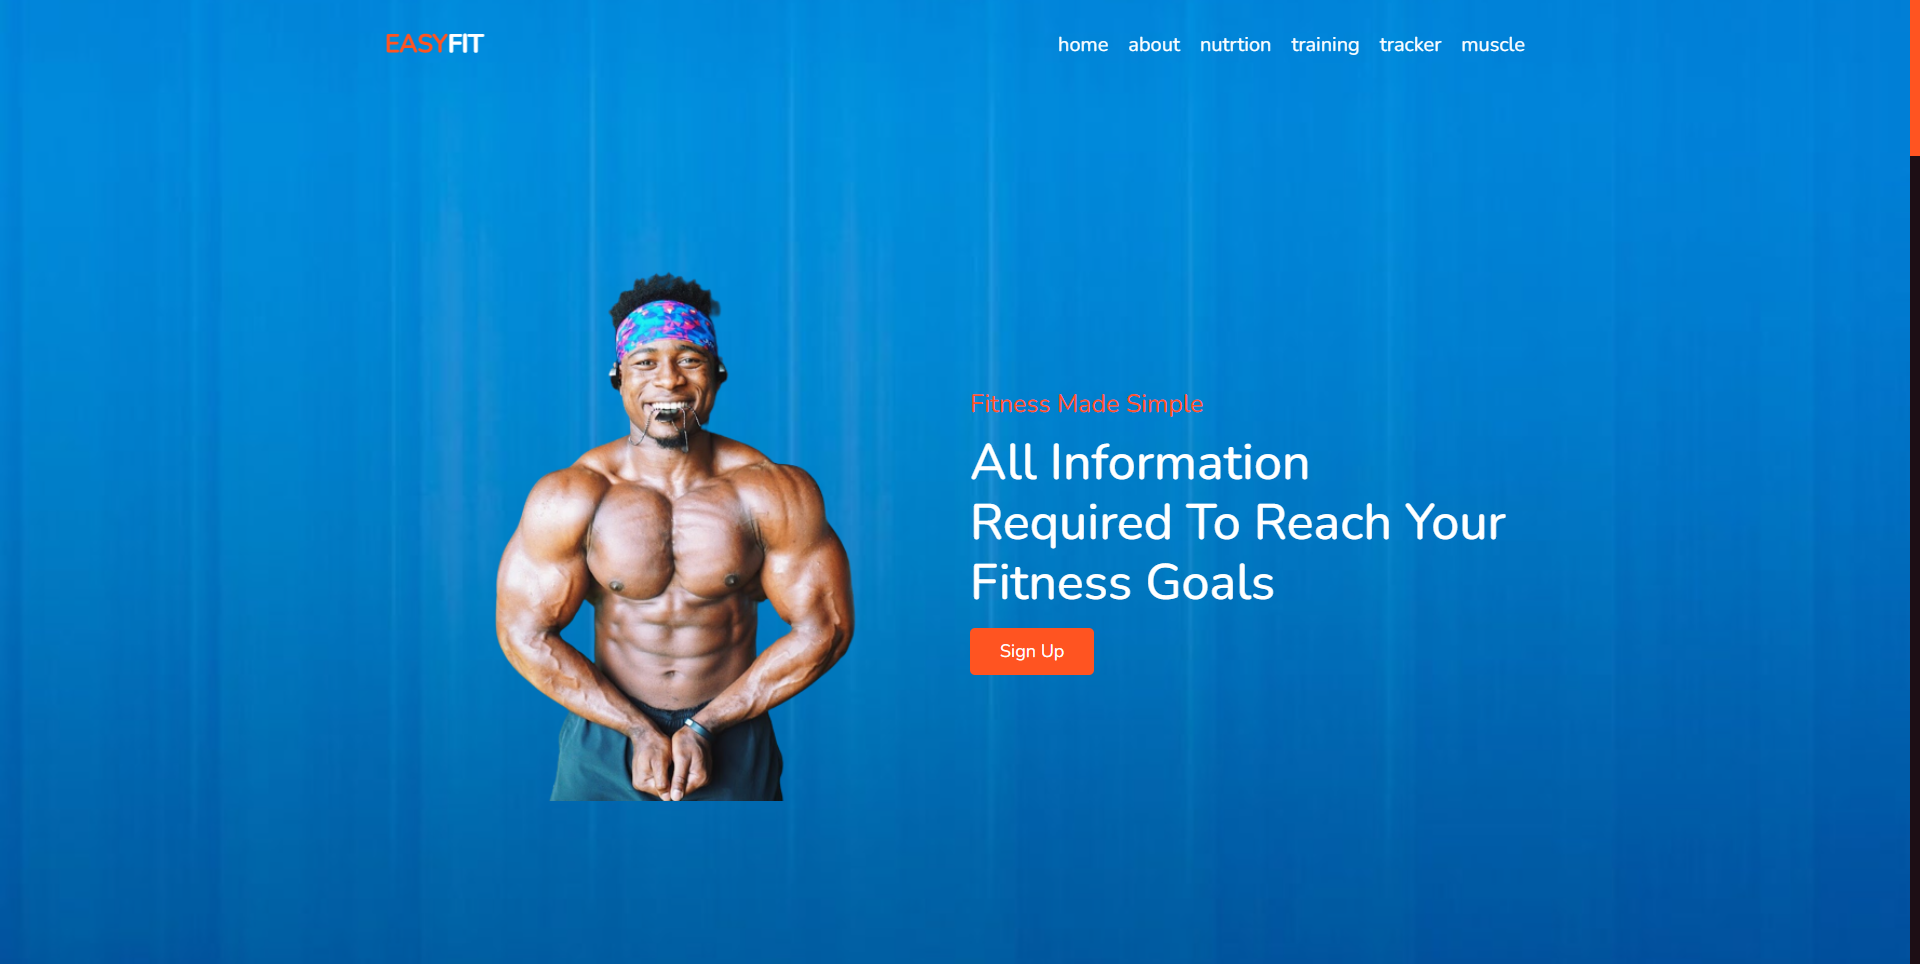 EASYFIT
home about nutrtion training tracker muscle
Fitness Made Simple
All Information
Required To Reach Your
Fitness Goals
Sign Up